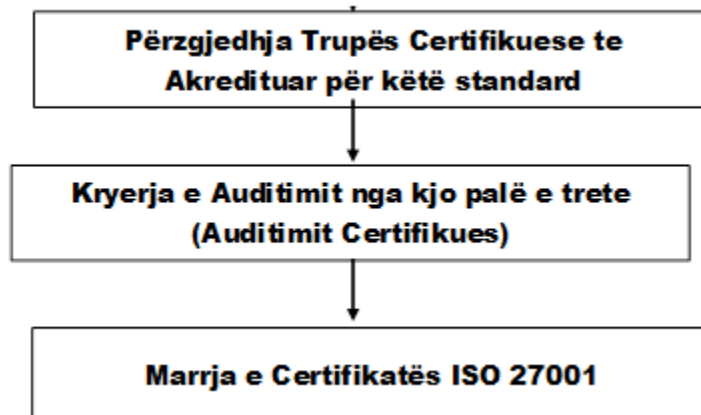 Përzgjedhja Trupës Certifikuese te
Akredituar për këtë standard
Kryerja e Auditimit nga kjo palë e trete
(Auditimit Certifikues)
Marrja e Certifikatës ISO 27001